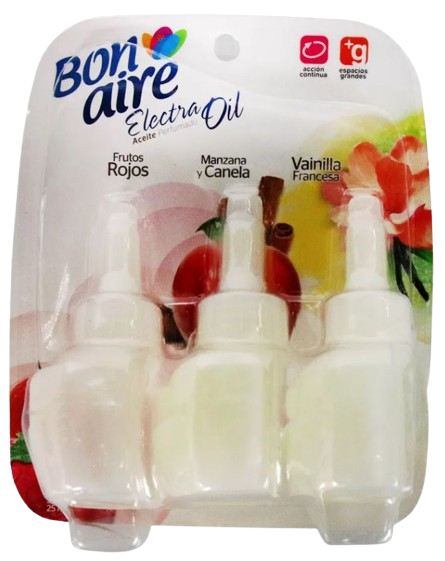 Bon
aire
Electra Oil
Aceite Perfumado
+g
acción
continua
espacios
grandes
Frutos
Rojos
Manzana
y Canela
Vainilla
Francesa